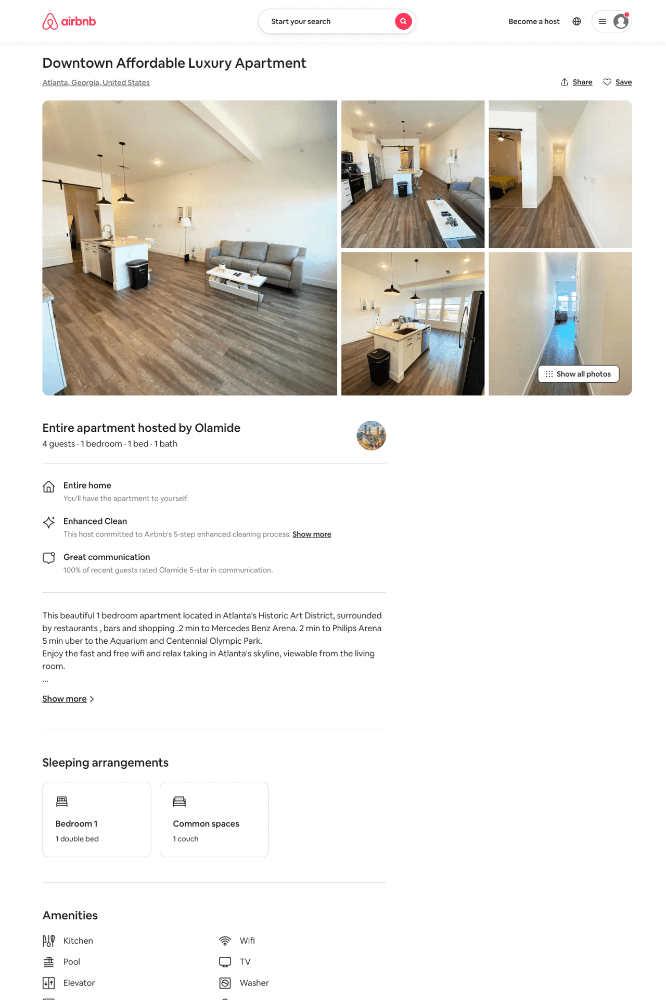 airbnb
Start your search
Become a host
Downtown Affordable Luxury Apartment
Atlanta, Georgia, United States
Share
Save
Show all photos
Entire apartment hosted by Olamide
4 guests · 1 bedroom · 1 bed · 1 bath
Entire home
You'll have the apartment to yourself.
Enhanced Clean
This host committed to Airbnb's 5-step enhanced cleaning process. Show more
Great communication
100% of recent guests rated Olamide 5-star in communication.
This beautiful 1 bedroom apartment located in Atlanta's Historic Art District, surrounded
by restaurants , bars and shopping .2 min to Mercedes Benz Arena. 2 min to Philips Arena
5 min uber to the Aquarium and Centennial Olympic Park.
Enjoy the fast and free wifi and relax taking in Atlanta's skyline, viewable from the living
room.
...
Show more
Sleeping arrangements
Bedroom 1
1 double bed
Common spaces
1 couch
Amenities
Kitchen
Wifi
Pool
TV
Elevator
Washer